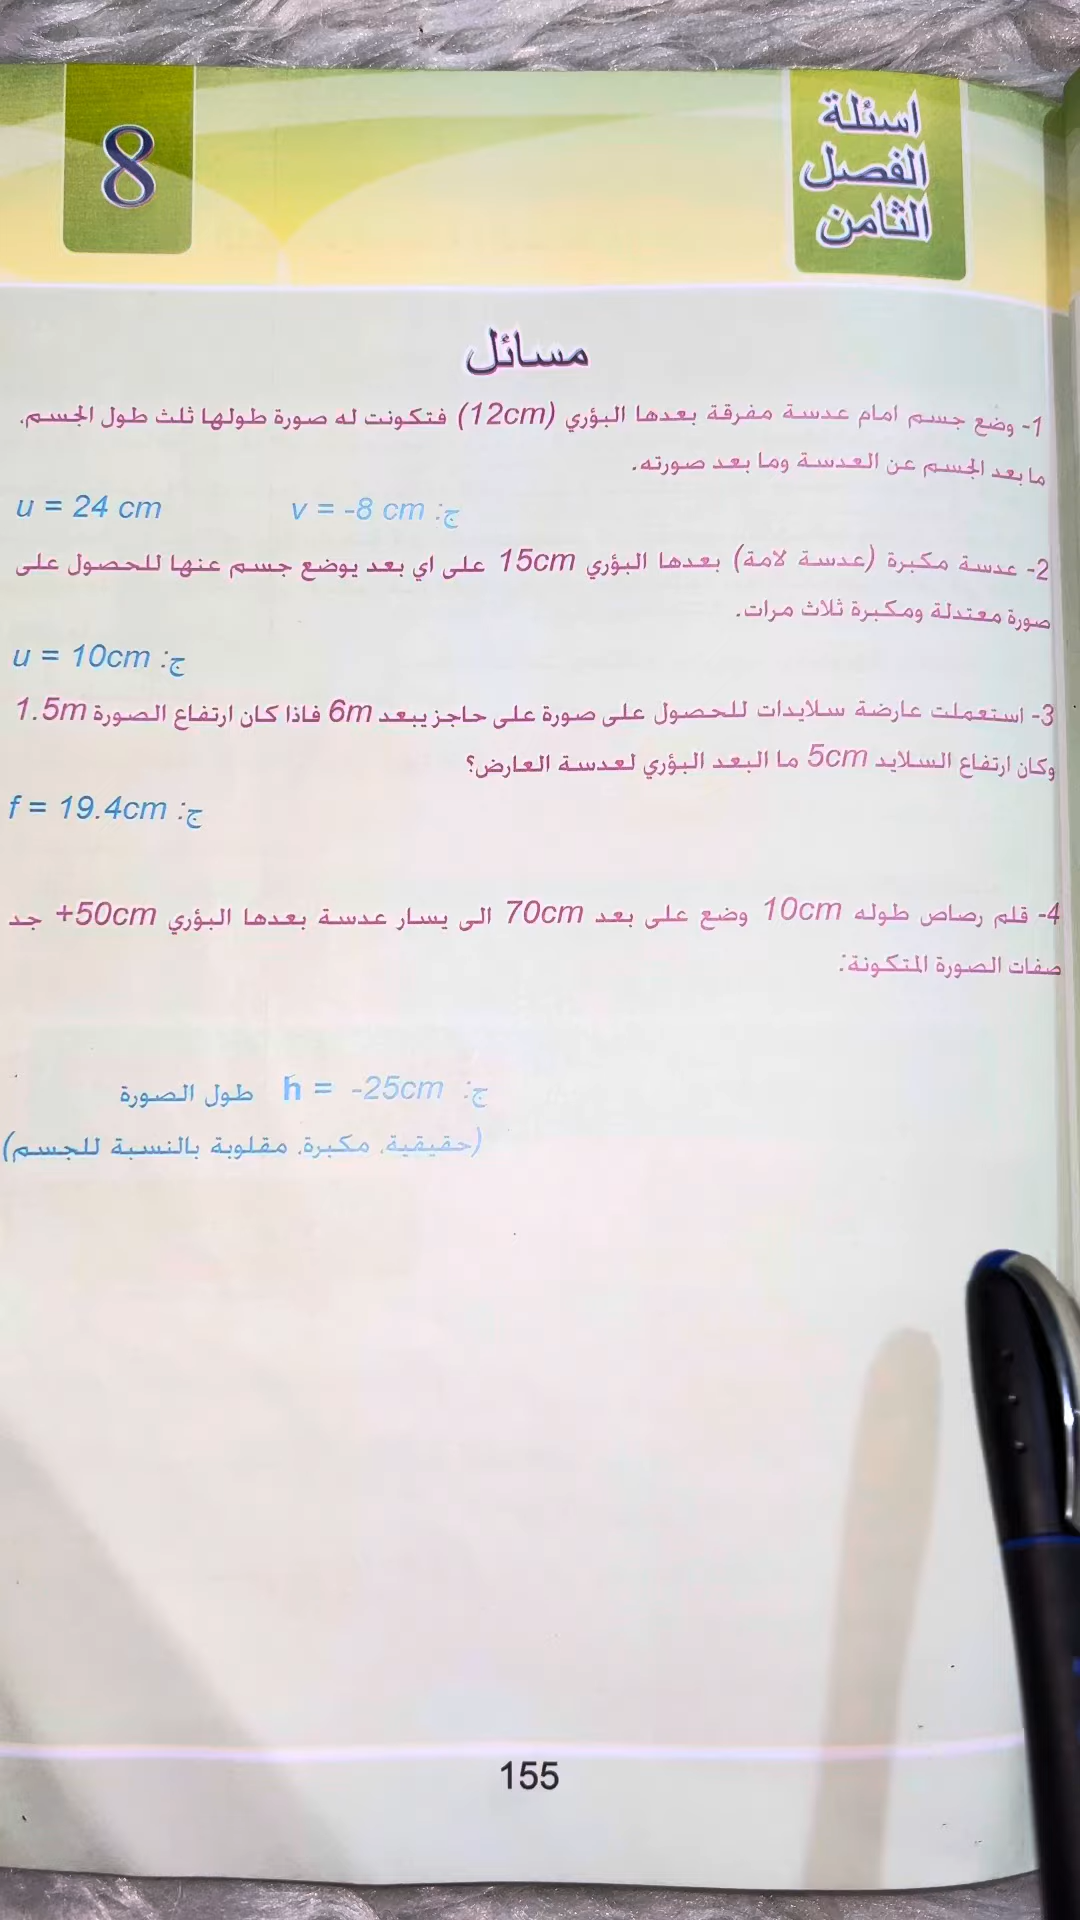 اسئلة
الفصل
الثامن
8
مسائل
1- وضع جسم امام عدسة مفرقة بعدها البؤري (12cm) فتكونت له صورة طولها ثلث طول الجسم.
ما بعد الجسم عن العدسة وما بعد صورته.
ج: v = -8 cm u = 24 cm
2- عدسة مكبرة (عدسة لامة) بعدها البؤري 15cm على اي بعد يوضع جسم عنها للحصول على
صورة معتدلة ومكبرة ثلاث مرات.
ج: u = 10cm
3- استعملت عارضة سلايدات للحصول على صورة على حاجز يبعد 6m فاذا كان ارتفاع الصورة 1.5m
وكان ارتفاع السلايد 5cm ما البعد البؤري لعدسة العارض؟
ج: f = 19.4cm
4- قلم رصاص طوله 10cm وضع على بعد 70cm الى يسار عدسة بعدها البؤري +50cm جد
صفات الصورة المتكونة:
ج: h́ = -25cm طول الصورة
(حقيقية، مكبرة، مقلوبة بالنسبة للجسم)
155